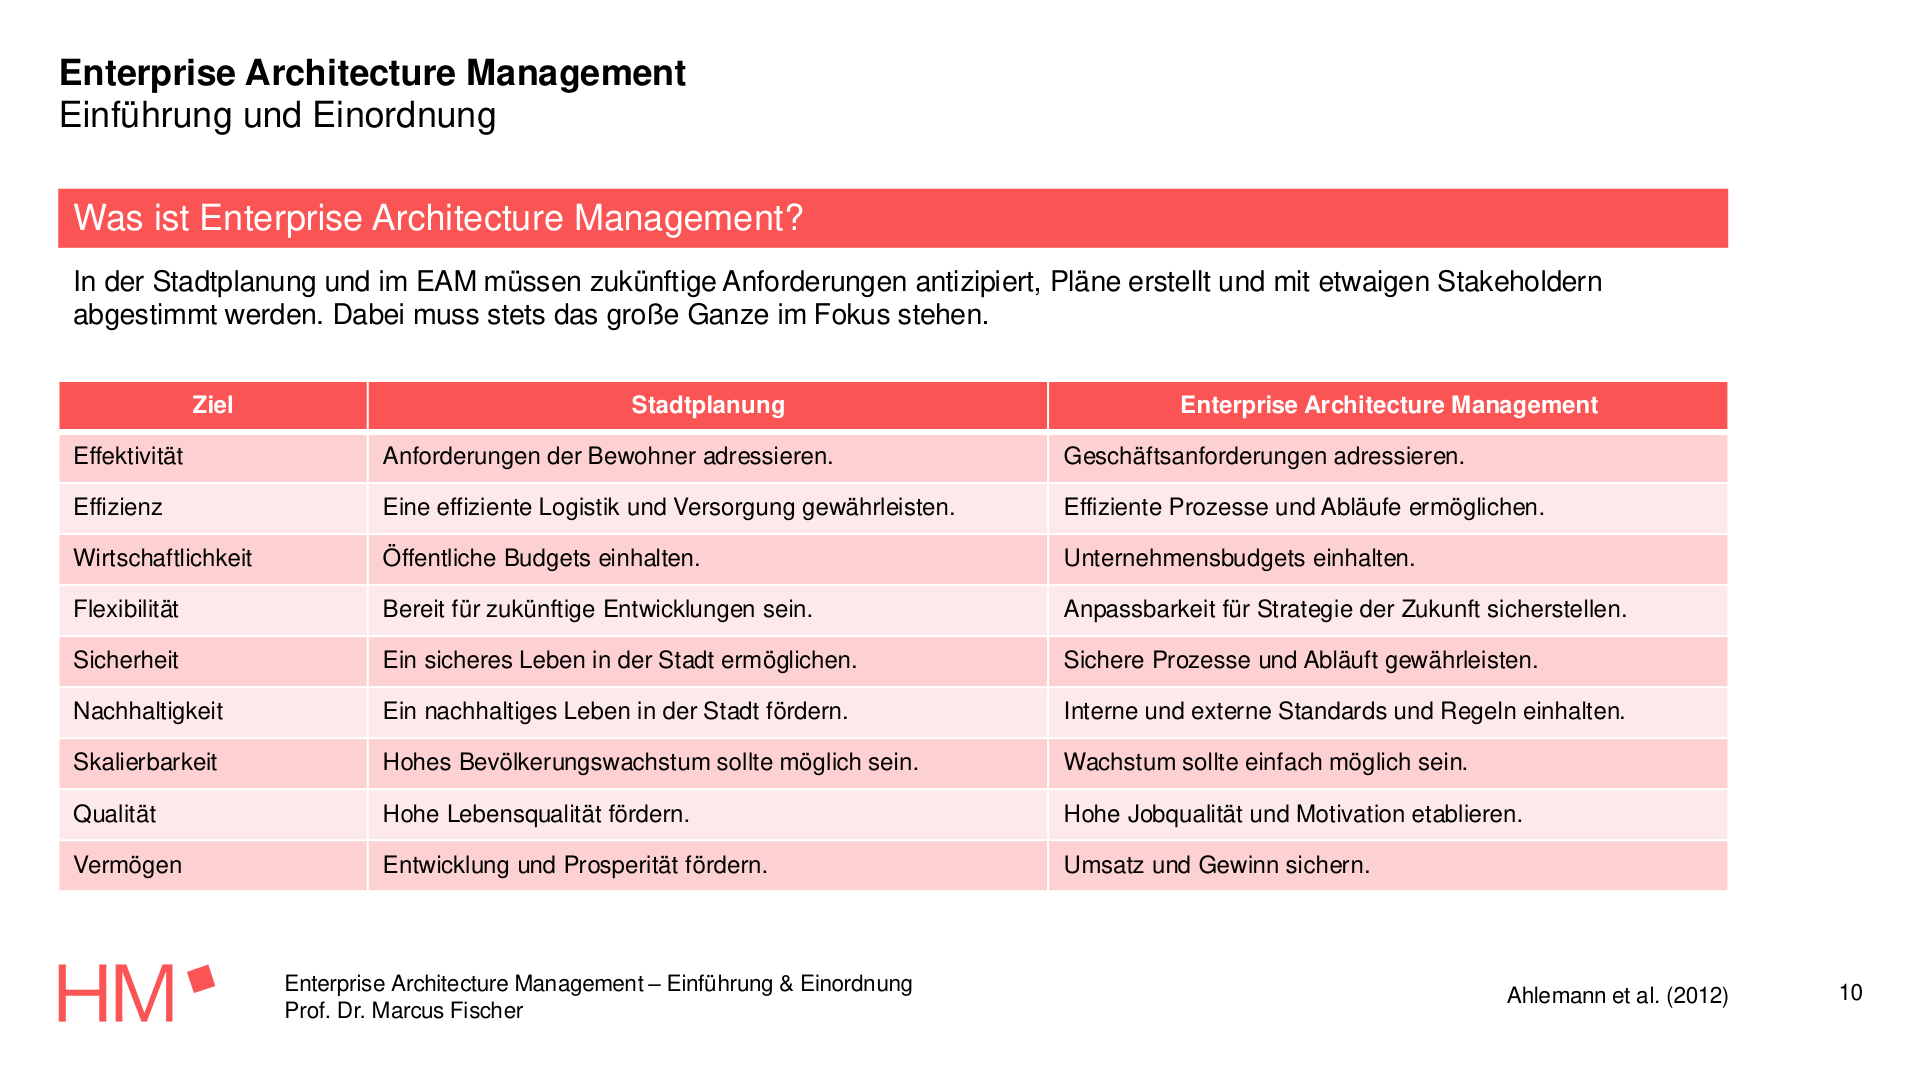 Enterprise Architecture Management
Einführung und Einordnung
Was ist Enterprise Architecture Management?
In der Stadtplanung und im EAM müssen zukünftige Anforderungen antizipiert, Pläne erstellt und mit etwaigen Stakeholdern
abgestimmt werden. Dabei muss stets das große Ganze im Fokus stehen.
Ziel Stadtplanung Enterprise Architecture Management
Effektivität Anforderungen der Bewohner adressieren. Geschäftsanforderungen adressieren.
Effizienz Eine effiziente Logistik und Versorgung gewährleisten. Effiziente Prozesse und Abläufe ermöglichen.
Wirtschaftlichkeit Öffentliche Budgets einhalten. Unternehmensbudgets einhalten.
Flexibilität Bereit für zukünftige Entwicklungen sein. Anpassbarkeit für Strategie der Zukunft sicherstellen.
Sicherheit Ein sicheres Leben in der Stadt ermöglichen. Sichere Prozesse und Abläuft gewährleisten.
Nachhaltigkeit Ein nachhaltiges Leben in der Stadt fördern. Interne und externe Standards und Regeln einhalten.
Skalierbarkeit Hohes Bevölkerungswachstum sollte möglich sein. Wachstum sollte einfach möglich sein.
Qualität Hohe Lebensqualität fördern. Hohe Jobqualität und Motivation etablieren.
Vermögen Entwicklung und Prosperität fördern. Umsatz und Gewinn sichern.
HM
Enterprise Architecture Management – Einführung & Einordnung
Prof. Dr. Marcus Fischer
Ahlemann et al. (2012)
10